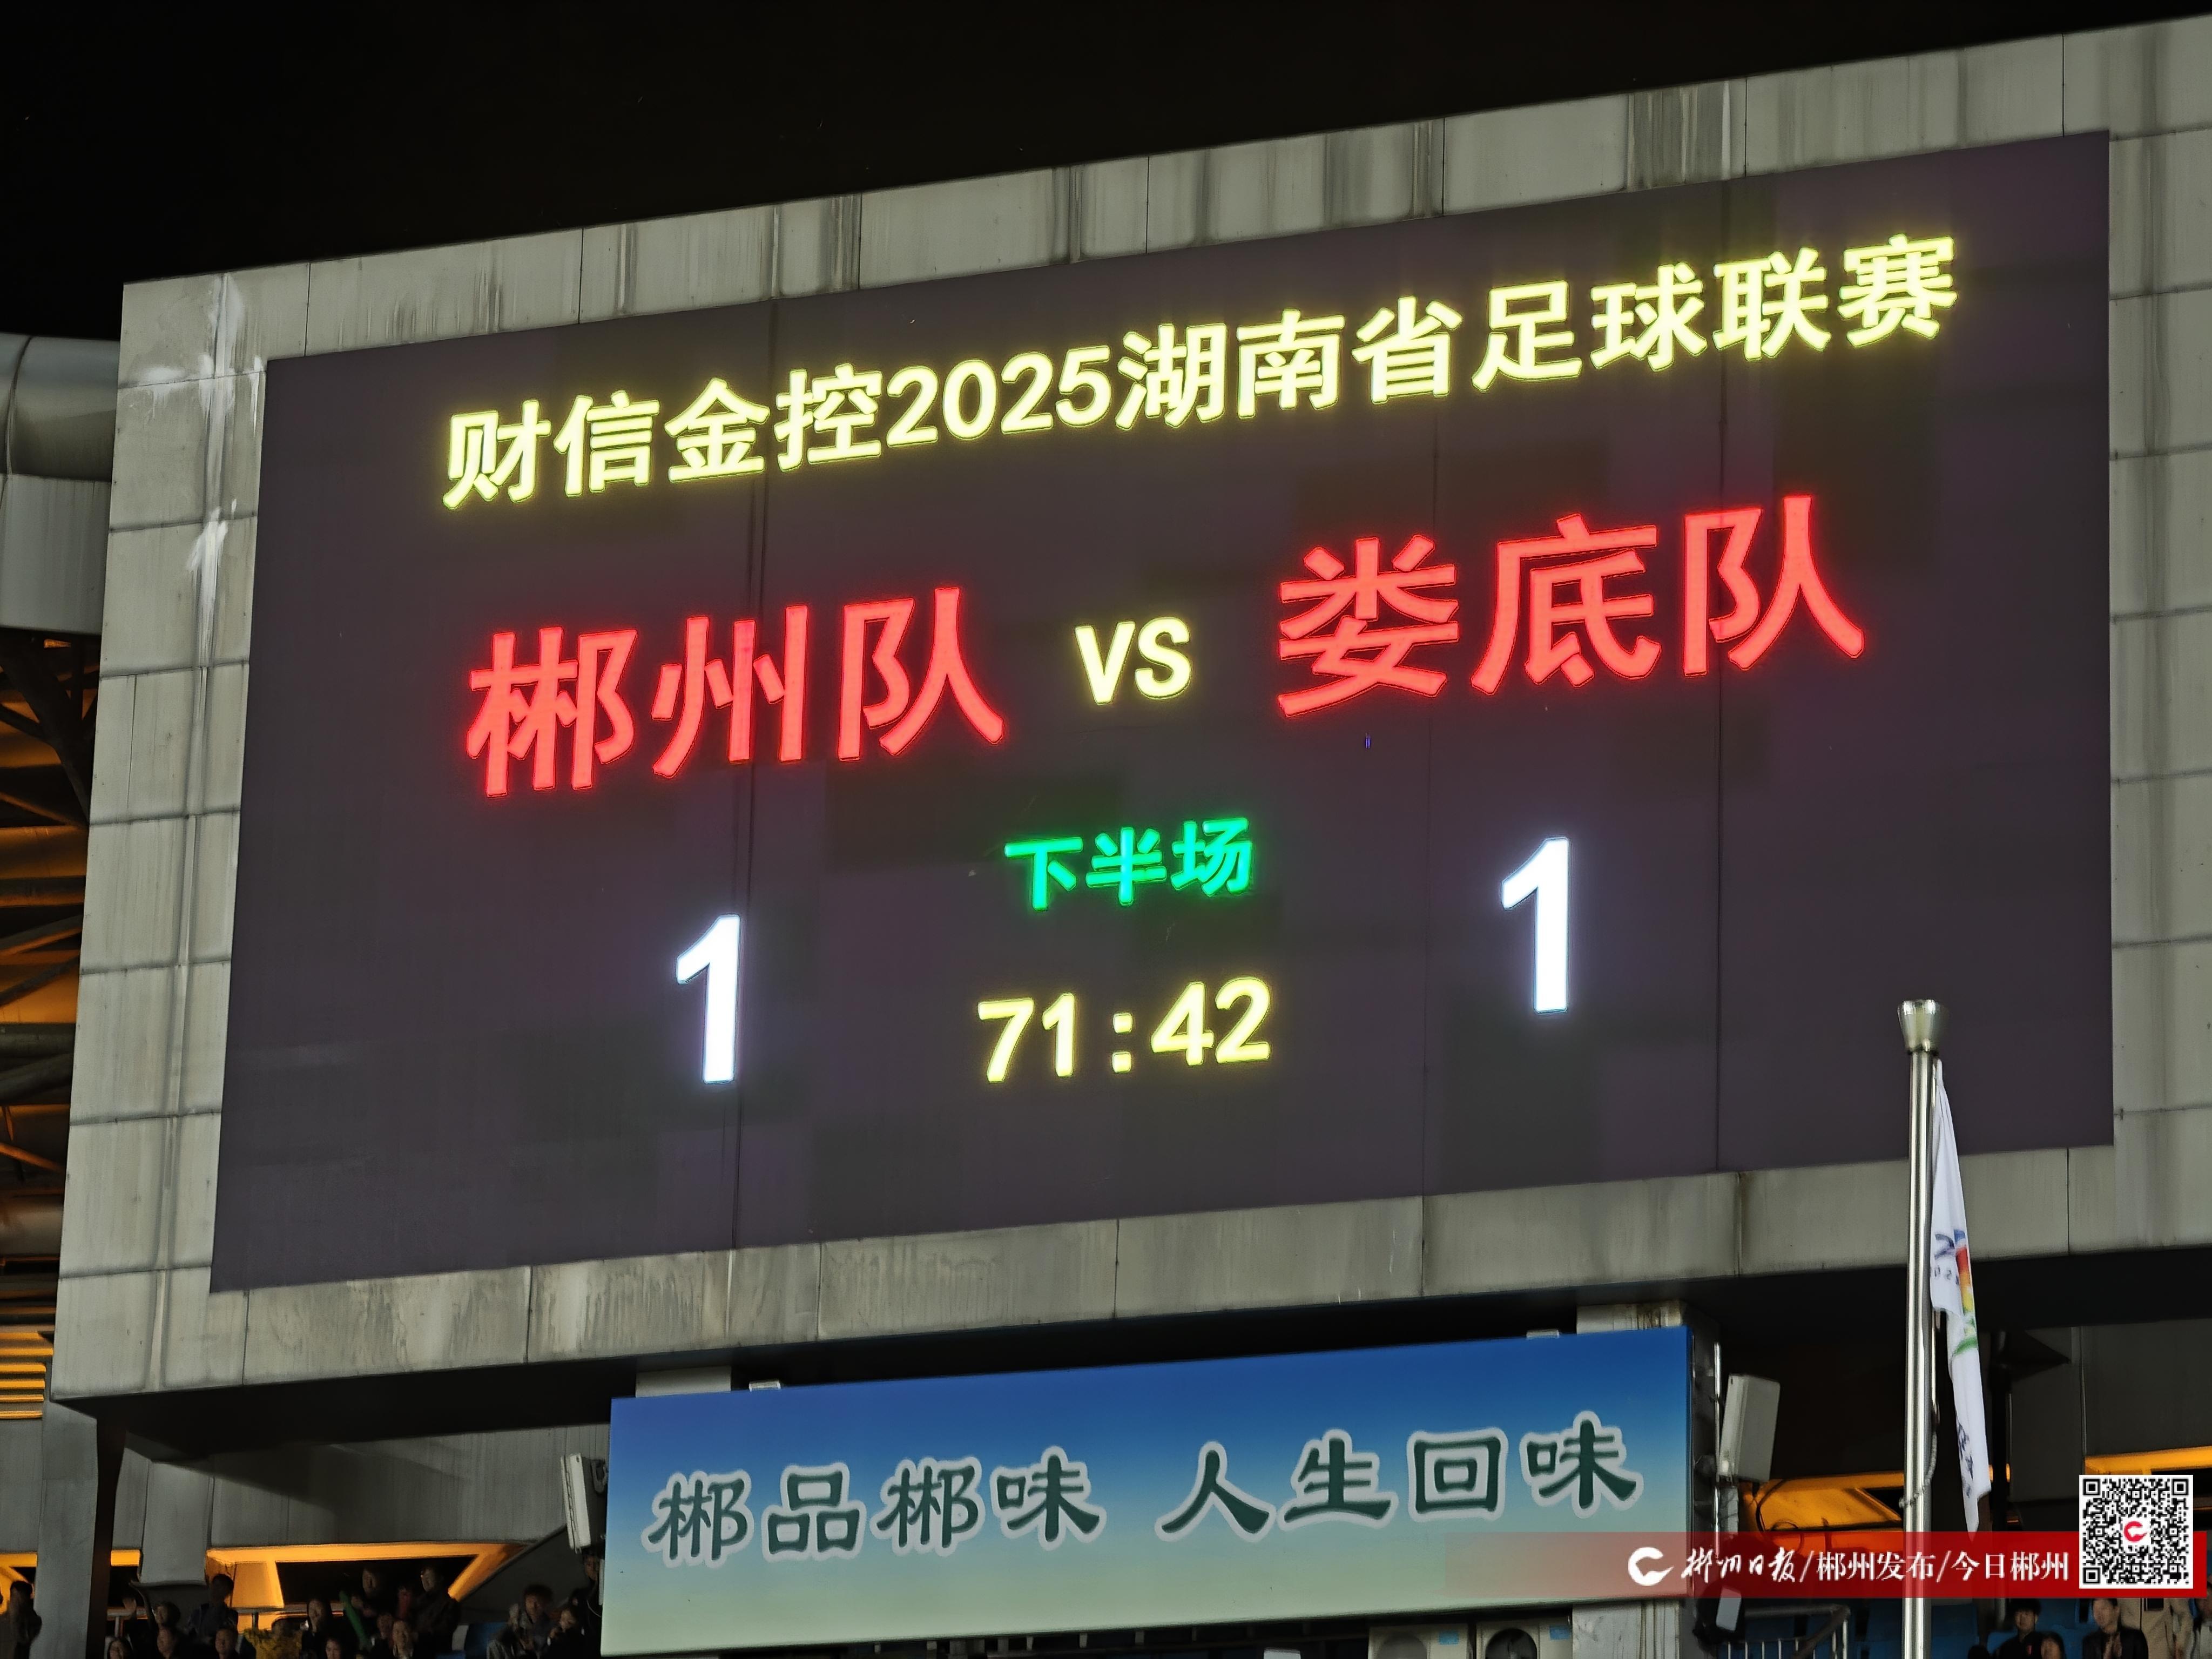 财信金控2025湖南省足球联赛
郴州队 VS 娄底队
下半场
1 71:42 1
郴品郴味 人生回味
郴州日报/郴州发布/今日郴州